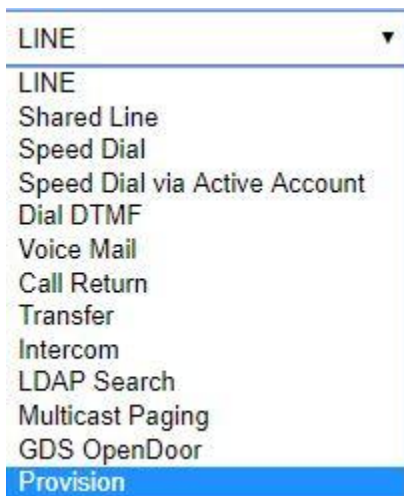 LINE
LINE
Shared Line
Speed Dial
Speed Dial via Active Account
Dial DTMF
Voice Mail
Call Return
Transfer
Intercom
LDAP Search
Multicast Paging
GDS OpenDoor
Provision